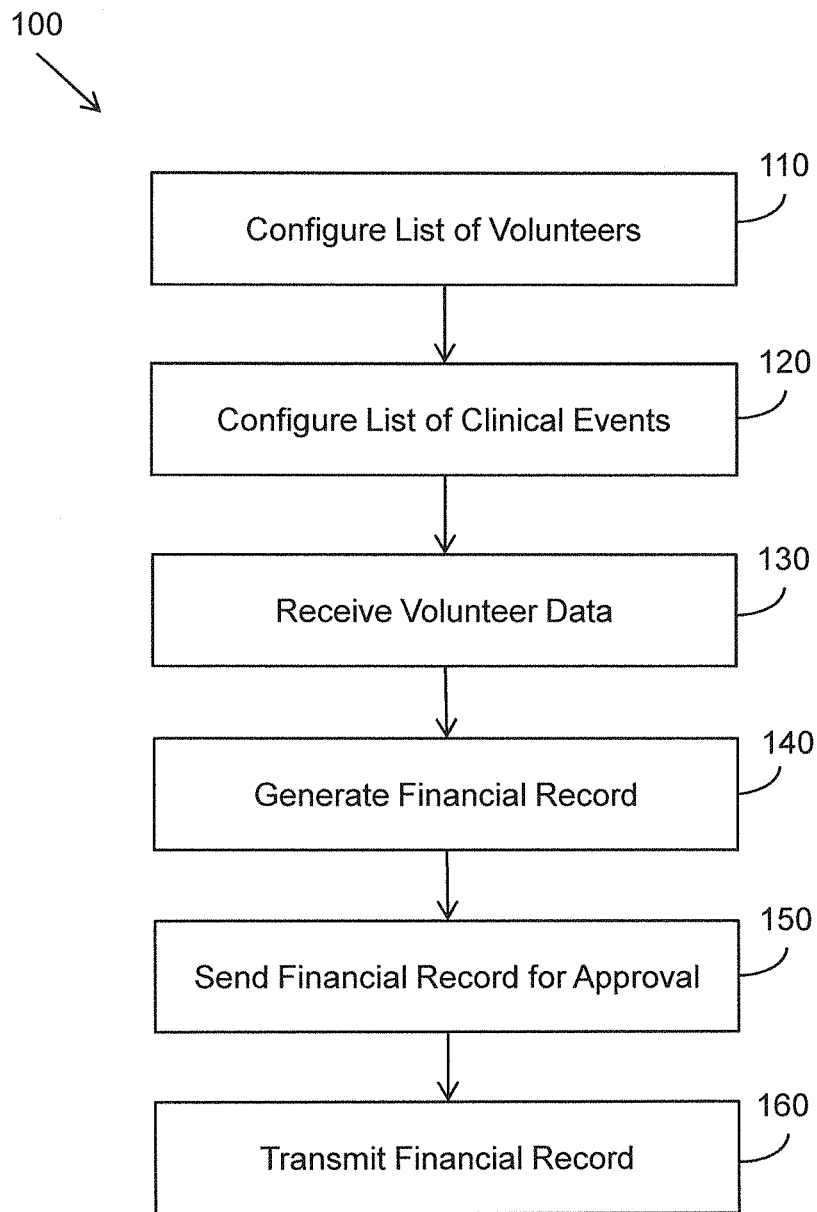 100
110
Configure List of Volunteers
120
Configure List of Clinical Events
130
Receive Volunteer Data
140
Generate Financial Record
150
Send Financial Record for Approval
160
Transmit Financial Record